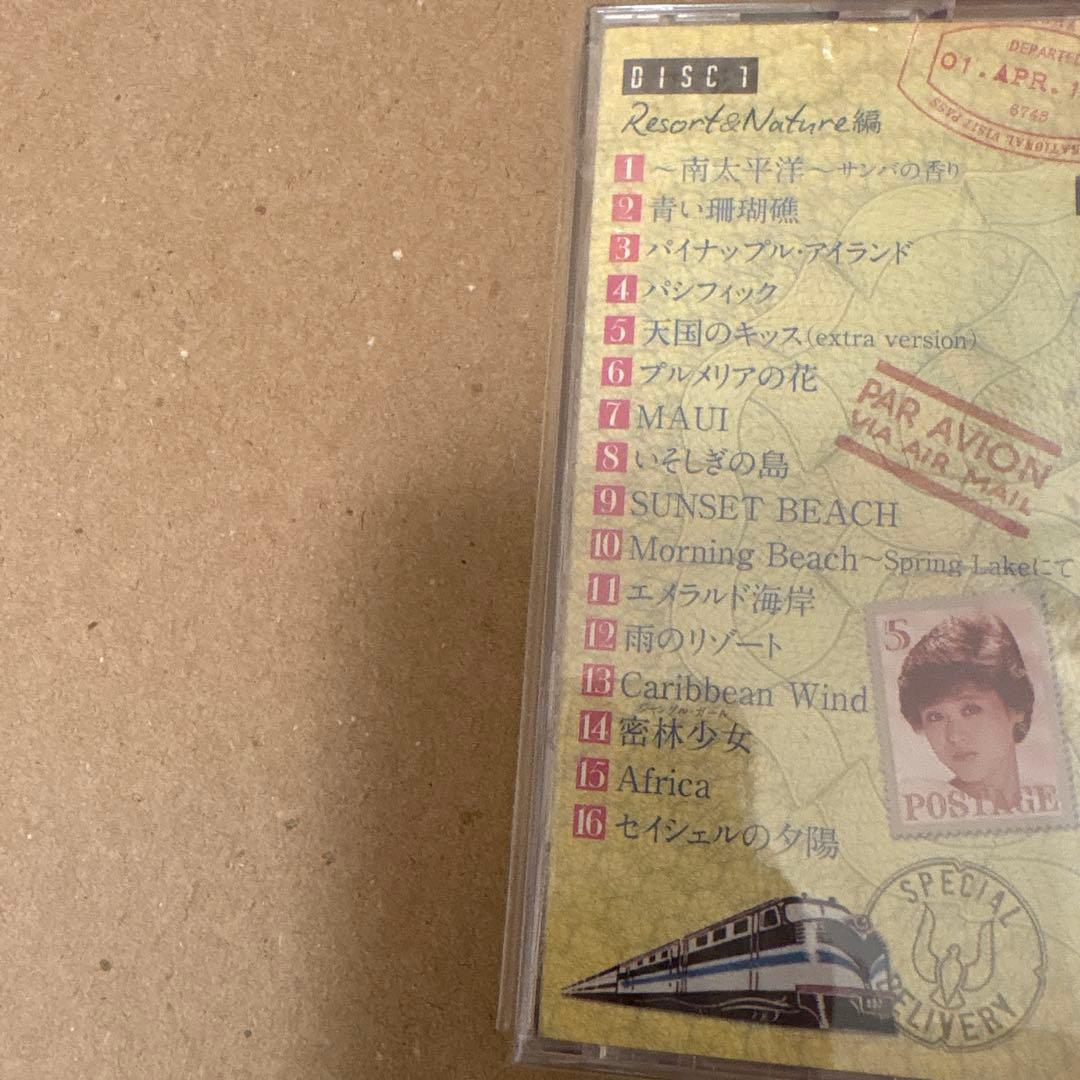 DISC 1
Resort&Nature編
1 ～南太平洋～サンバの香り
2 青い珊瑚礁
3 パイナップル・アイランド
4 パシフィック
5 天国のキッス(extra version)
6 プルメリアの花
7 MAUI
8 いそしぎの島
9 SUNSET BEACH
10 Morning Beach～Spring Lakeにて
11 エメラルド海岸
12 雨のリゾート
13 Caribbean Wind
ジャングル・ガール
14 密林少女
15 Africa
16 セイシェルの夕陽
DEPARTED
01. APR. 1
6748
NATIONAL VISIT PASS
PAR AVION
VIA AIR MAIL
5
POSTAGE
SPECIAL
DELIVERY